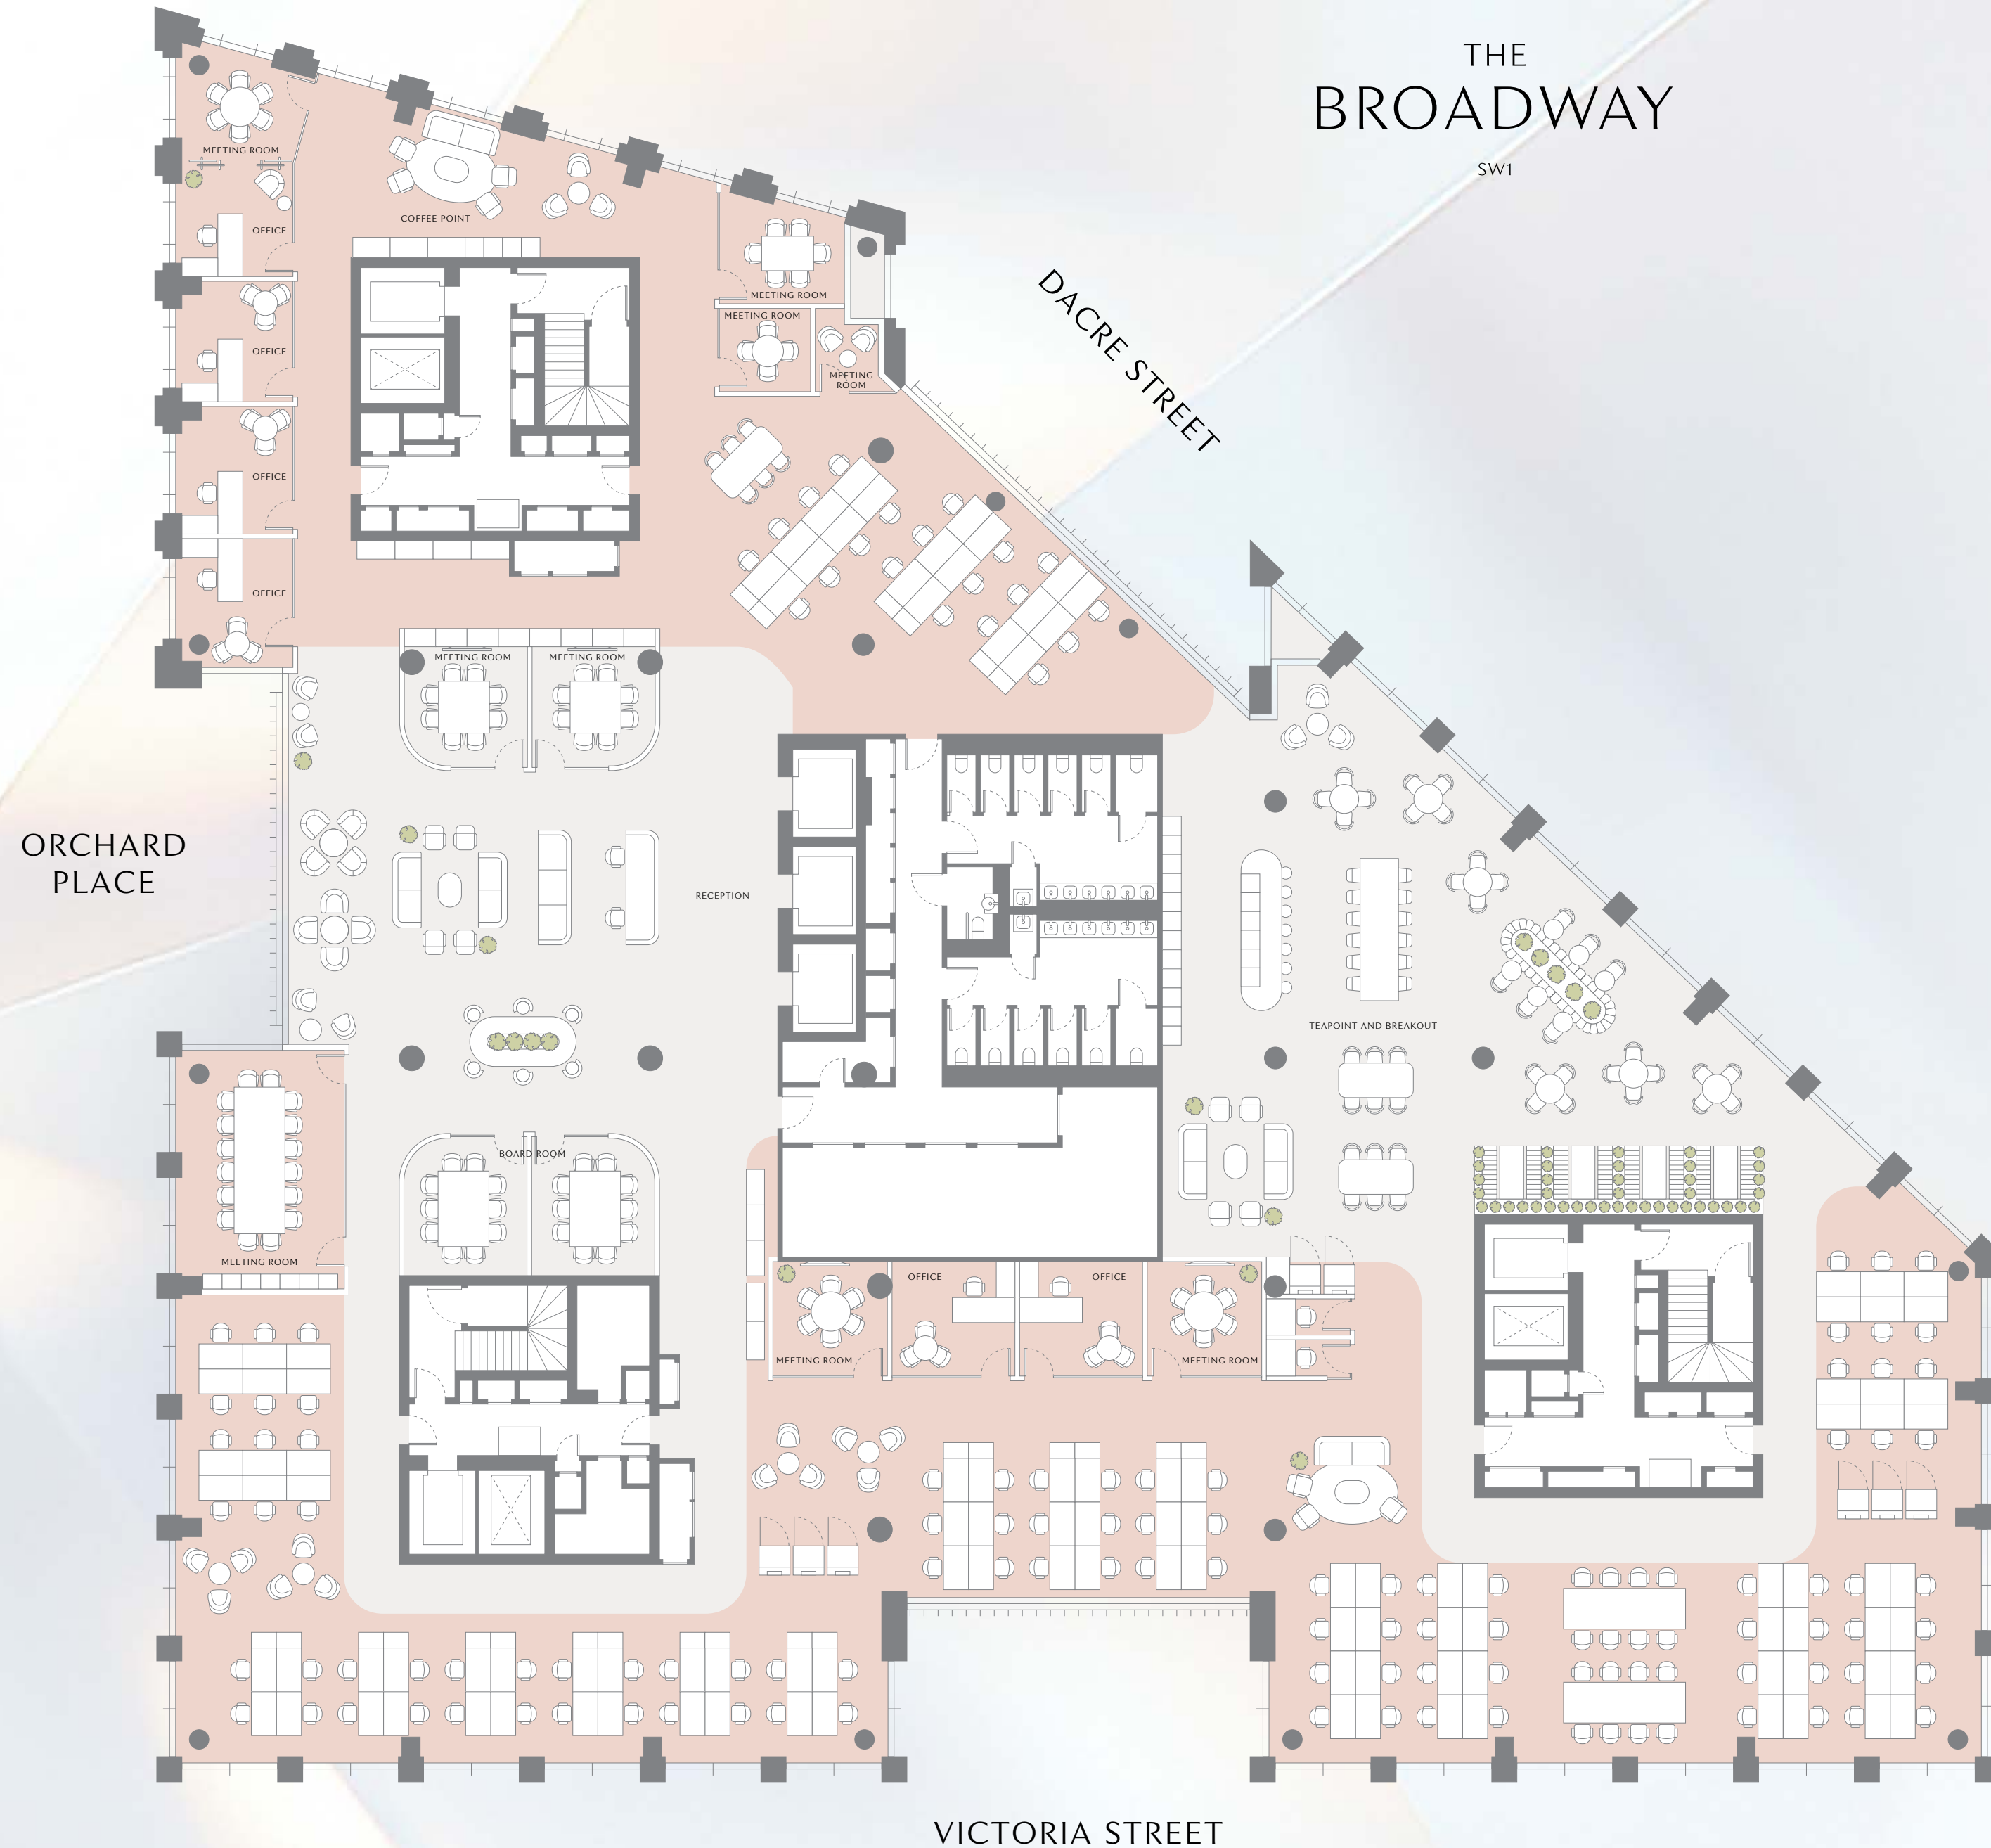 THE
BROADWAY
SW1
MEETING ROOM
COFFEE POINT
OFFICE
MEETING ROOM
MEETING ROOM
OFFICE
MEETING
ROOM
DACRE STREET
OFFICE
OFFICE
MEETING ROOM
MEETING ROOM
ORCHARD
PLACE
RECEPTION
TEAPOINT AND BREAKOUT
BOARD ROOM
MEETING ROOM
OFFICE
OFFICE
MEETING ROOM
MEETING ROOM
VICTORIA STREET